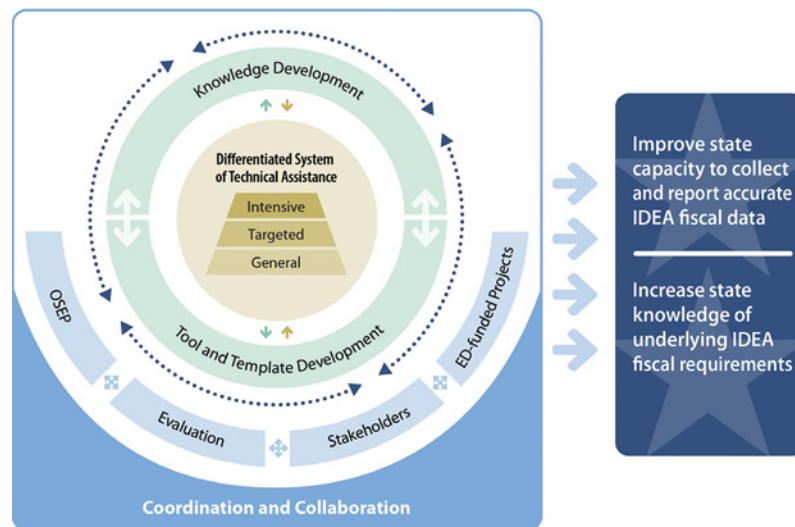 Knowledge Development
Differentiated System
of Technical Assistance
Intensive
Targeted
General
Tool and Template Development
OSEP
Evaluation
Stakeholders
ED-funded Projects
Coordination and Collaboration
Improve state
capacity to collect
and report accurate
IDEA fiscal data
Increase state
knowledge of
underlying IDEA
fiscal requirements